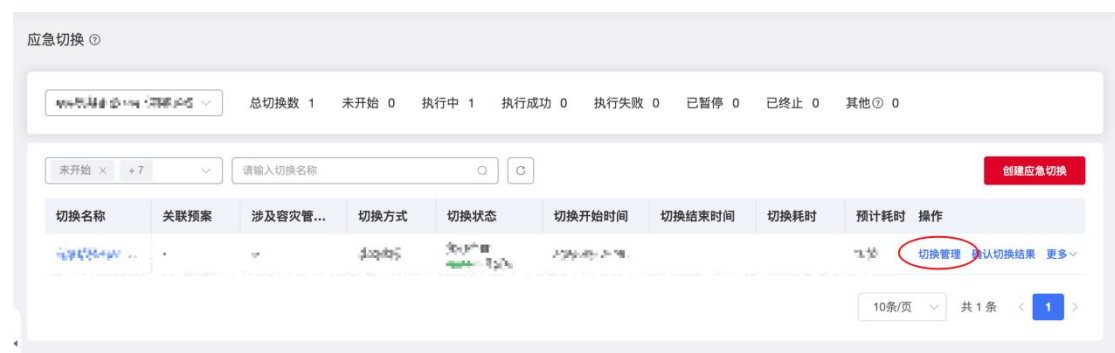 应急切换
总切换数 1 未开始 0 执行中 1 执行成功 0 执行失败 0 已暂停 0 已终止 0 其他 0
未开始 × +7 请输入切换名称 创建应急切换
切换名称 关联预案 涉及容灾管... 切换方式 切换状态 切换开始时间 切换结束时间 切换耗时 预计耗时 操作
切换管理 确认切换结果 更多
10条/页 共 1 条 < 1 >